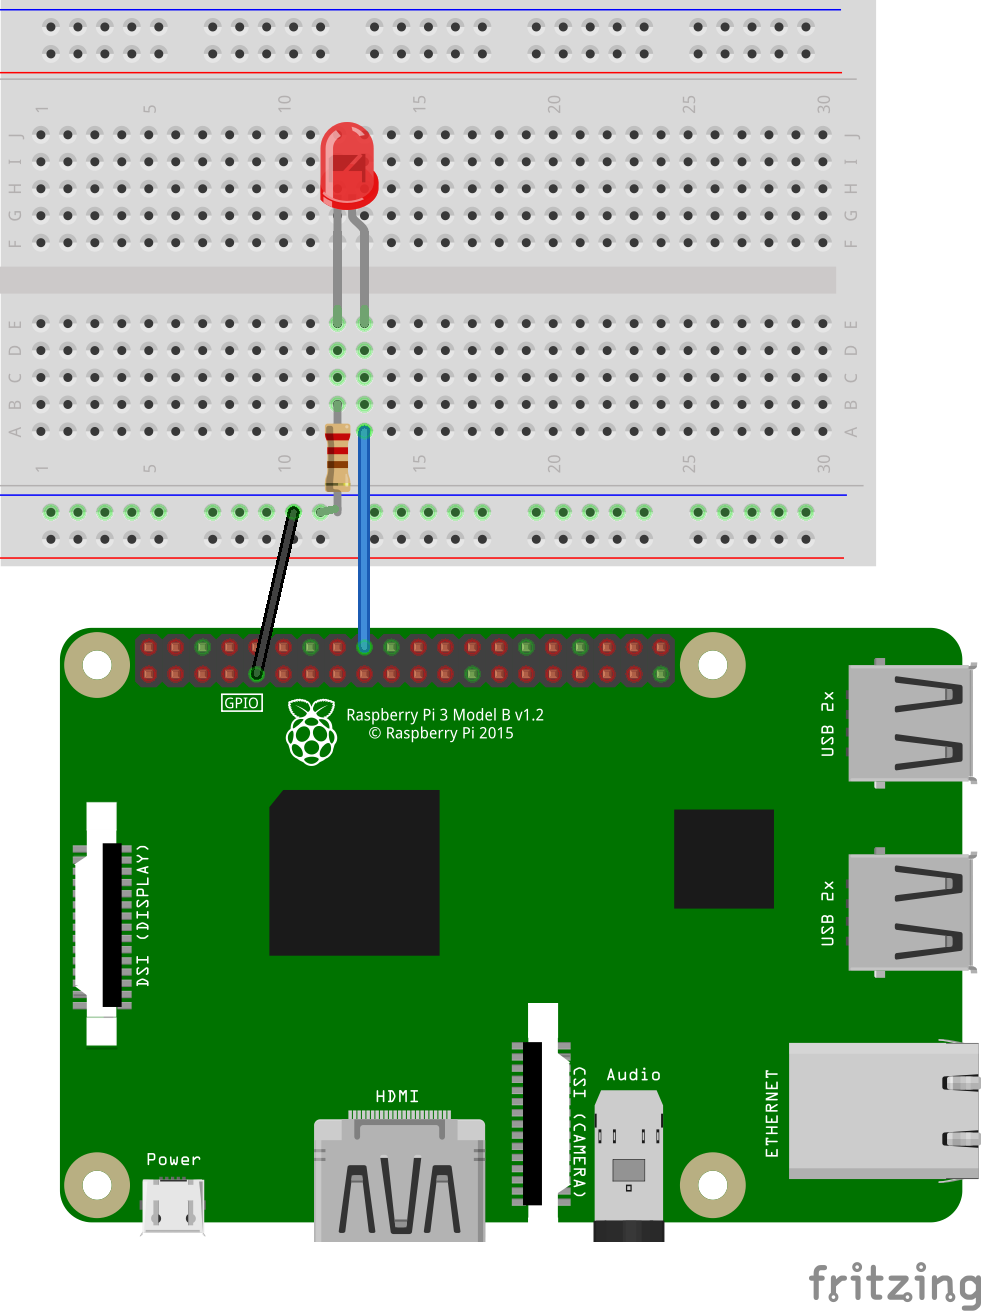 1 5 10 15 20 25 30
J J
I I
H H
G G
F F
E E
D D
C C
B B
A A
1 5 10 15 20 25 30
GPIO
Raspberry Pi 3 Model B v1.2
© Raspberry Pi 2015
USB 2x
DSI (DISPLAY)
USB 2x
CSI (CAMERA)
Audio
ETHERNET
HDMI
Power
fritzing